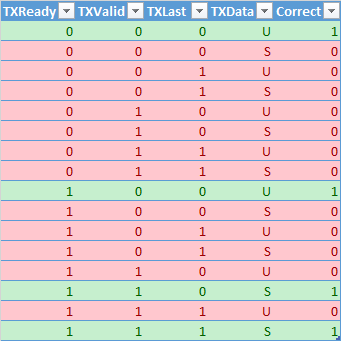 TXReady TXValid TXLast TXData Correct
0 0 0 U 1
0 0 0 S 0
0 0 1 U 0
0 0 1 S 0
0 1 0 U 0
0 1 0 S 0
0 1 1 U 0
0 1 1 S 0
1 0 0 U 1
1 0 0 S 0
1 0 1 U 0
1 0 1 S 0
1 1 0 U 0
1 1 0 S 1
1 1 1 U 0
1 1 1 S 1